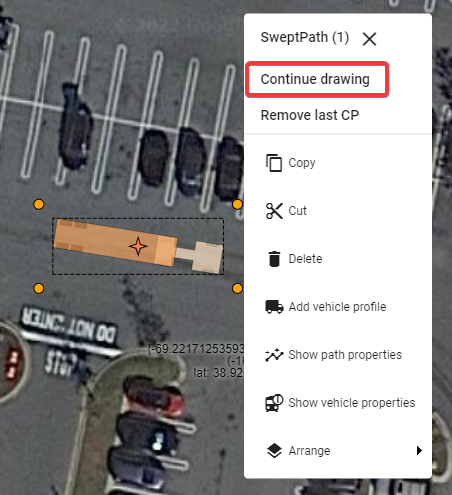 SweptPath (1)
Continue drawing
Remove last CP
Copy
Cut
Delete
Add vehicle profile
Show path properties
Show vehicle properties
Arrange
DO NOT ENTER
STOP
(-69.22171253593
(-1
lat: 38.92